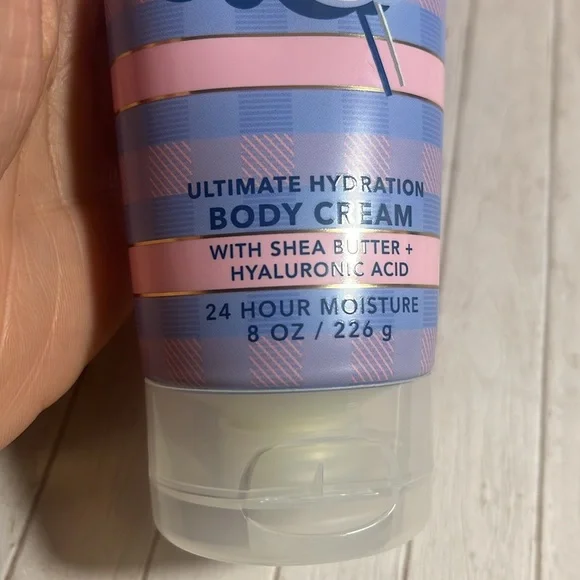 ULTIMATE HYDRATION
BODY CREAM
WITH SHEA BUTTER +
HYALURONIC ACID
24 HOUR MOISTURE
8 OZ / 226 g